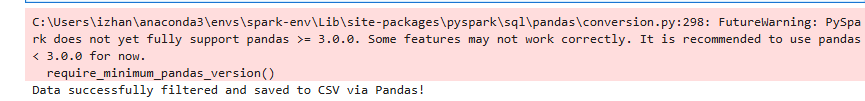 C:\Users\izhan\anaconda3\envs\spark-env\Lib\site-packages\pyspark\sql\pandas\conversion.py:298: FutureWarning: PySpa
rk does not yet fully support pandas >= 3.0.0. Some features may not work correctly. It is recommended to use pandas
< 3.0.0 for now.
  require_minimum_pandas_version()
Data successfully filtered and saved to CSV via Pandas!